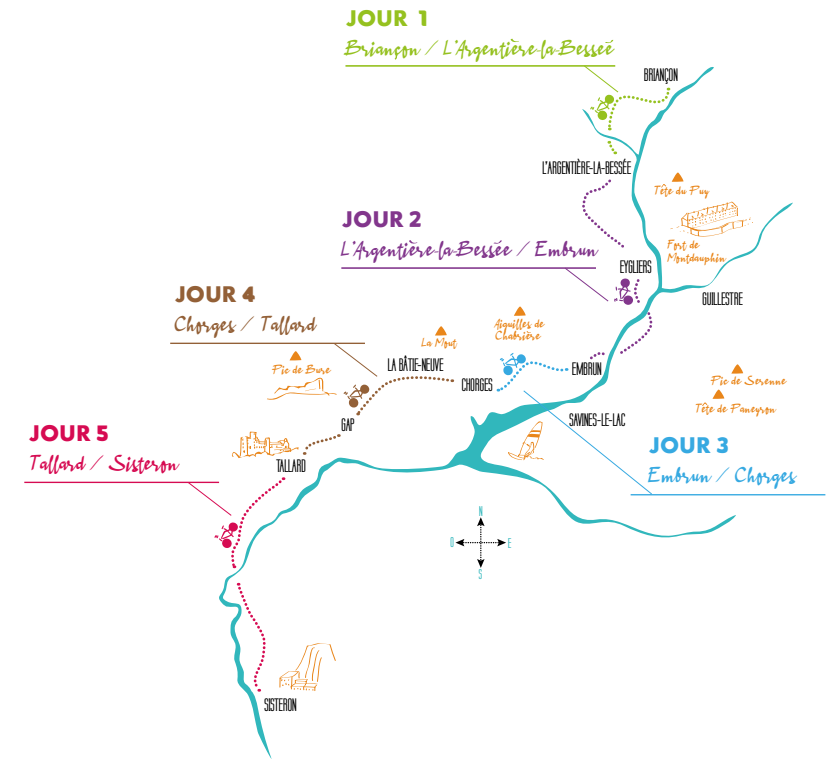 JOUR 1
Briançon / L'Argentière-la-Besseé
BRIANÇON
L'ARGENTIÈRE-LA-BESSÉE
Tête du Puy
JOUR 2
L'Argentière-la-Bessée / Embrun
Fort de
Montdauphin
EYGLIERS
GUILLESTRE
JOUR 4
Chorges / Tallard
Aiguilles de
Chabrière
La Mout
Pic de Bure
LA BÂTIE-NEUVE
CHORGES
EMBRUN
Pic de Serenne
Tête de Paneyron
GAP
SAVINES-LE-LAC
JOUR 5
Tallard / Sisteron
TALLARD
JOUR 3
Embrun / Chorges
N
O
E
S
SISTERON